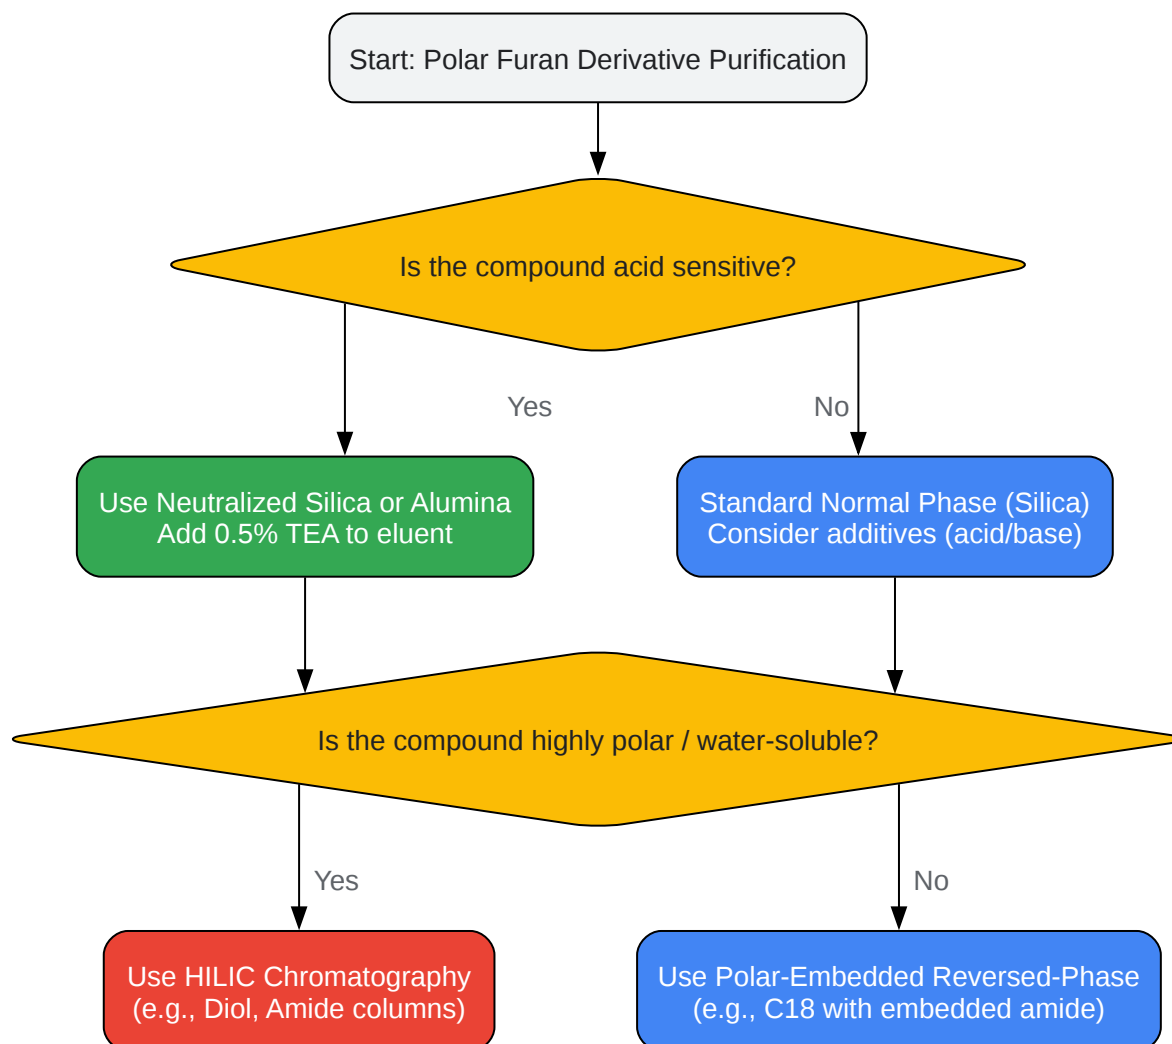 Start: Polar Furan Derivative Purification
Is the compound acid sensitive?
Yes
No
Use Neutralized Silica or Alumina
Add 0.5% TEA to eluent
Standard Normal Phase (Silica)
Consider additives (acid/base)
Is the compound highly polar / water-soluble?
Yes
No
Use HILIC Chromatography
(e.g., Diol, Amide columns)
Use Polar-Embedded Reversed-Phase
(e.g., C18 with embedded amide)